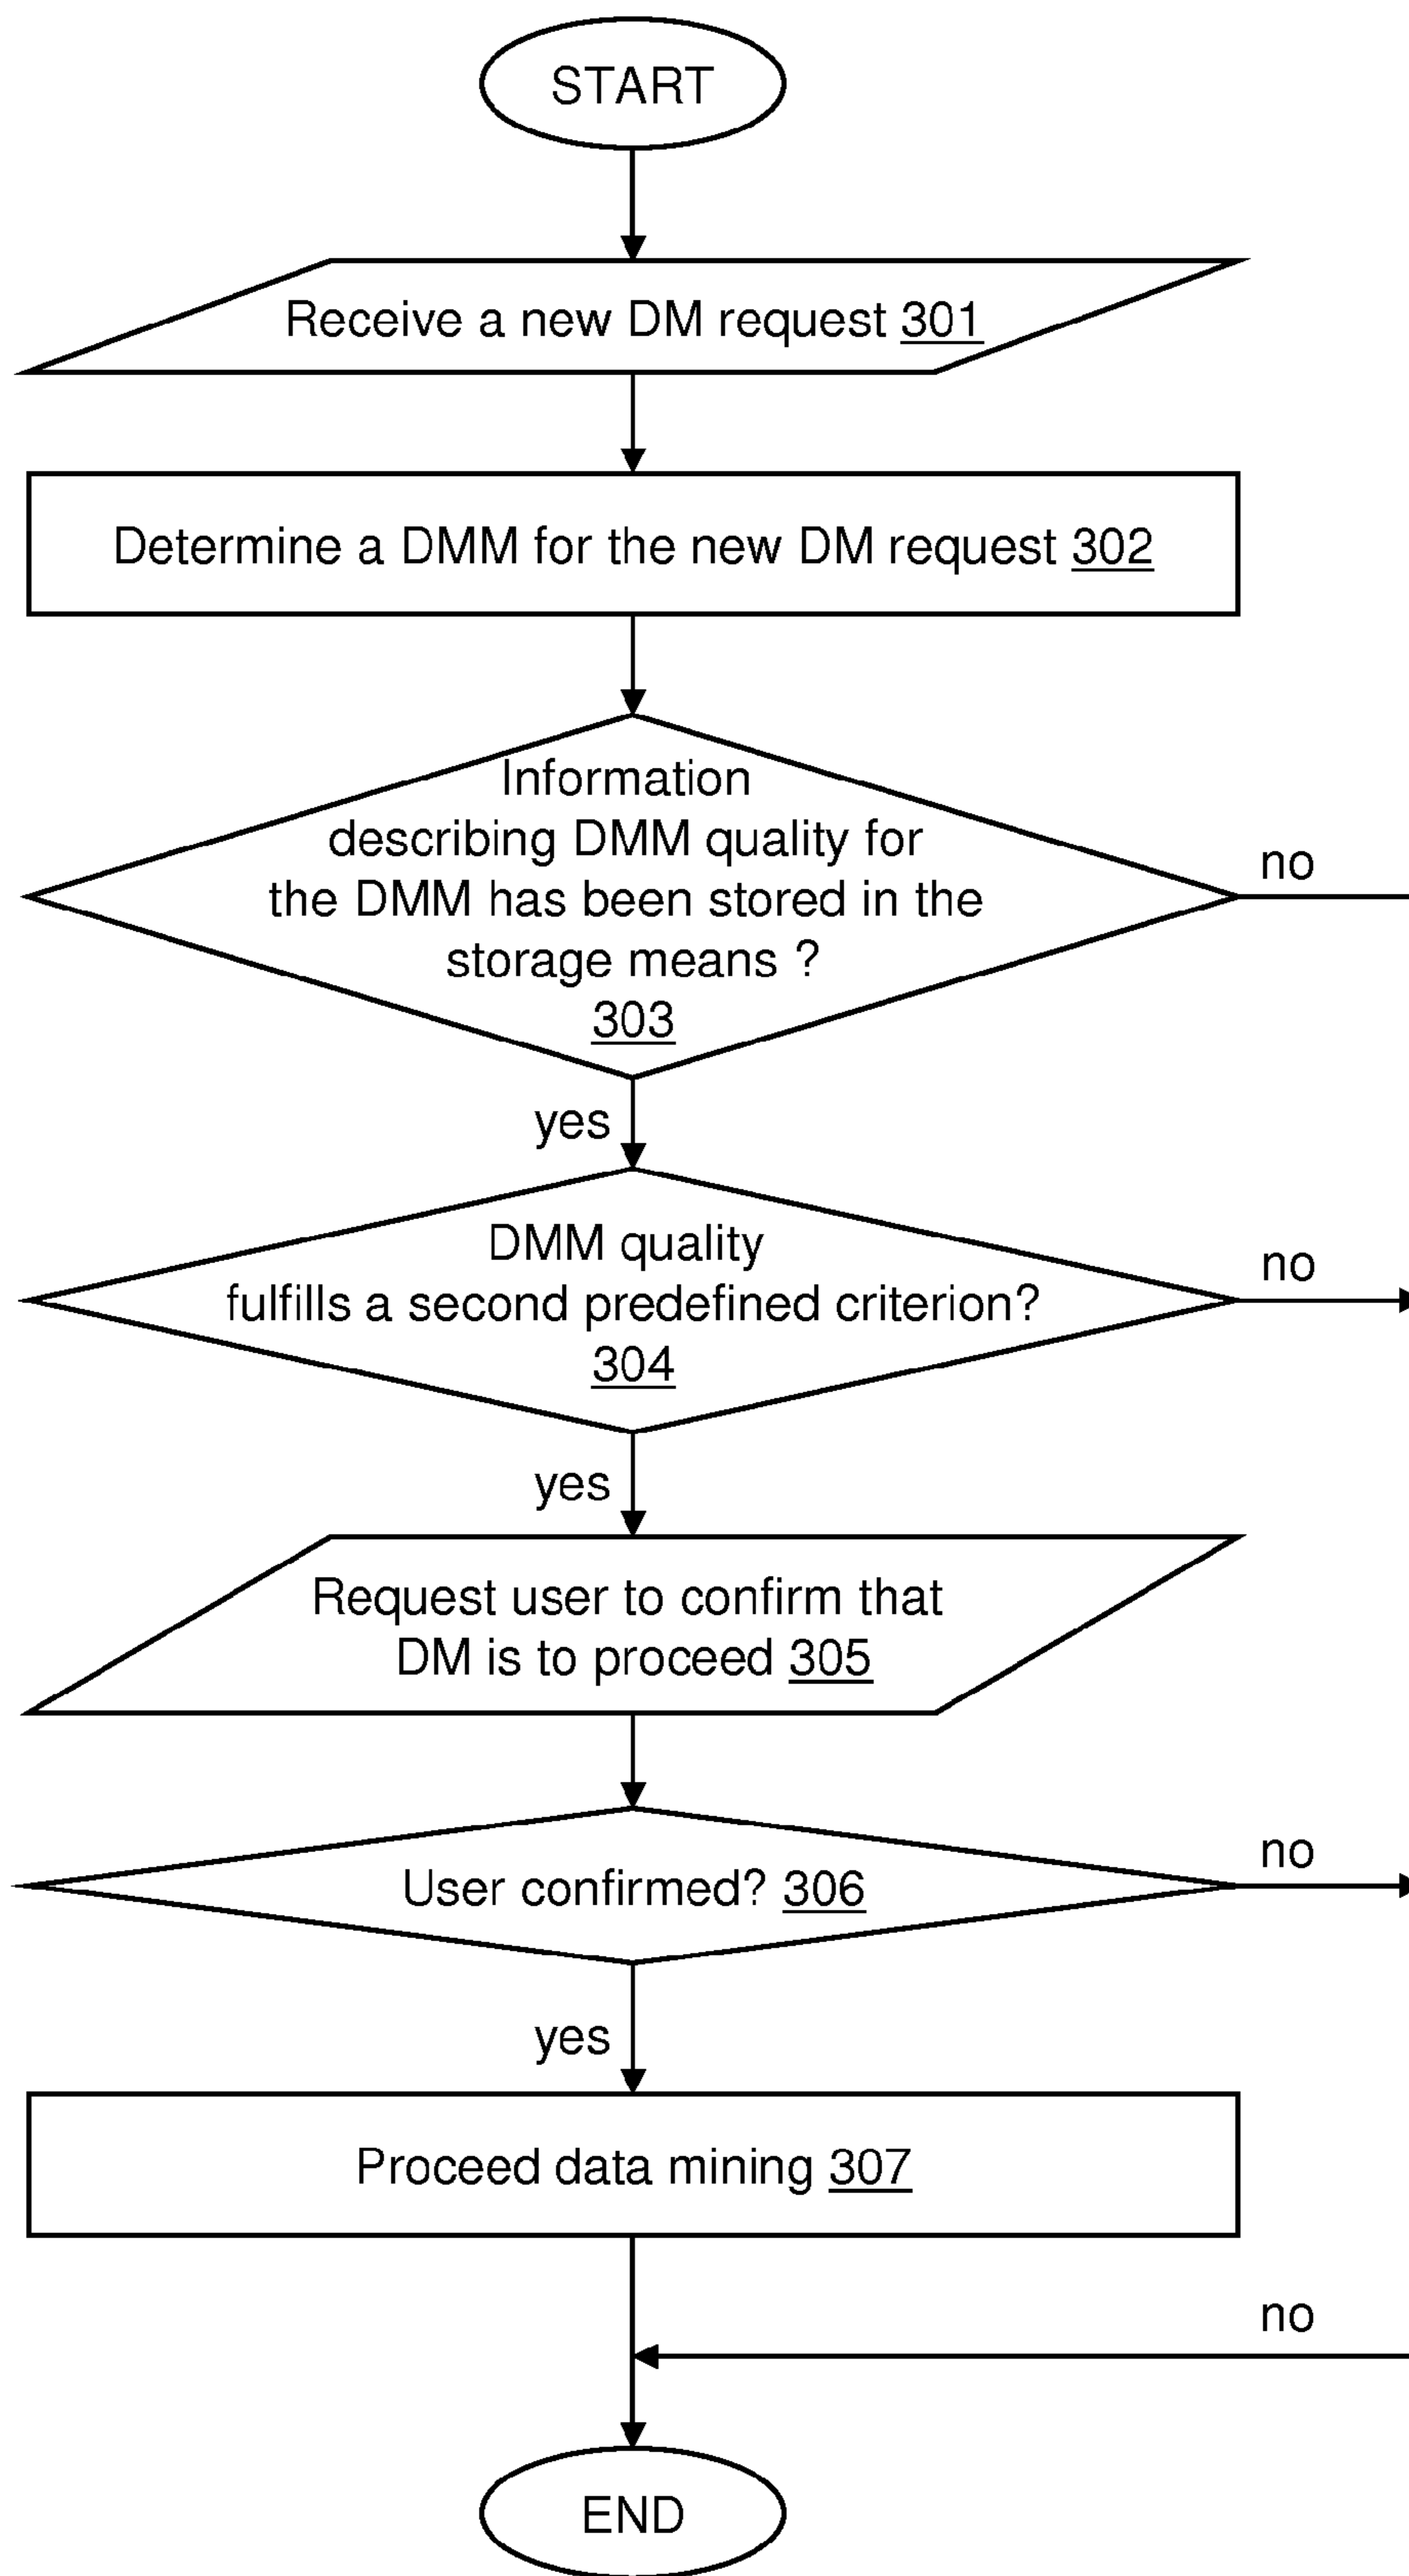 START
Receive a new DM request 301
Determine a DMM for the new DM request 302
Information
describing DMM quality for
the DMM has been stored in the
storage means ?
303
no
yes
DMM quality
fulfills a second predefined criterion?
304
no
yes
Request user to confirm that
DM is to proceed 305
User confirmed? 306
no
yes
Proceed data mining 307
no
END